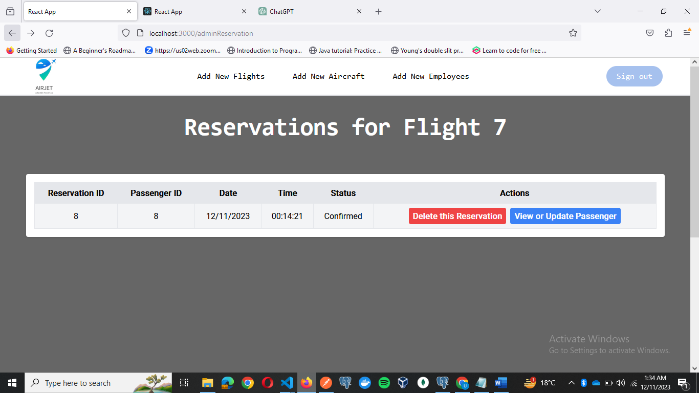 React App
React App
ChatGPT
localhost:3000/adminReservation
Getting Started
A Beginner's Roadma...
https://us02web.zoom...
Introduction to Progra...
Java tutorial: Practice ...
Young's double slit pr...
Learn to code for free ...
AIRJET
Add New Flights
Add New Aircraft
Add New Employees
Sign out
Reservations for Flight 7
Reservation ID Passenger ID Date Time Status Actions
8 8 12/11/2023 00:14:21 Confirmed Delete this Reservation View or Update Passenger
Activate Windows
Go to Settings to activate Windows.
Type here to search
18°C
1:34 AM
12/11/2023